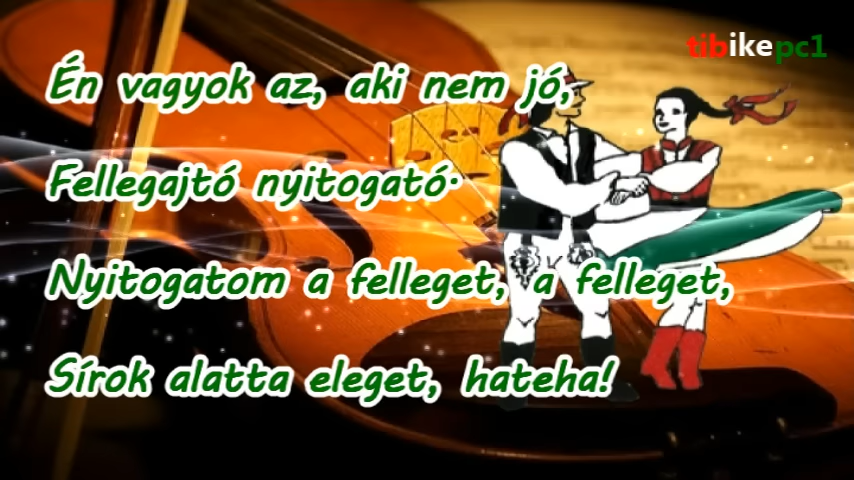 tibikepc1
Én vagyok az, aki nem jó,
Fellegajtó nyitogató.
Nyitogatom a felleget, a felleget,
Sírok alatta eleget, hateha!